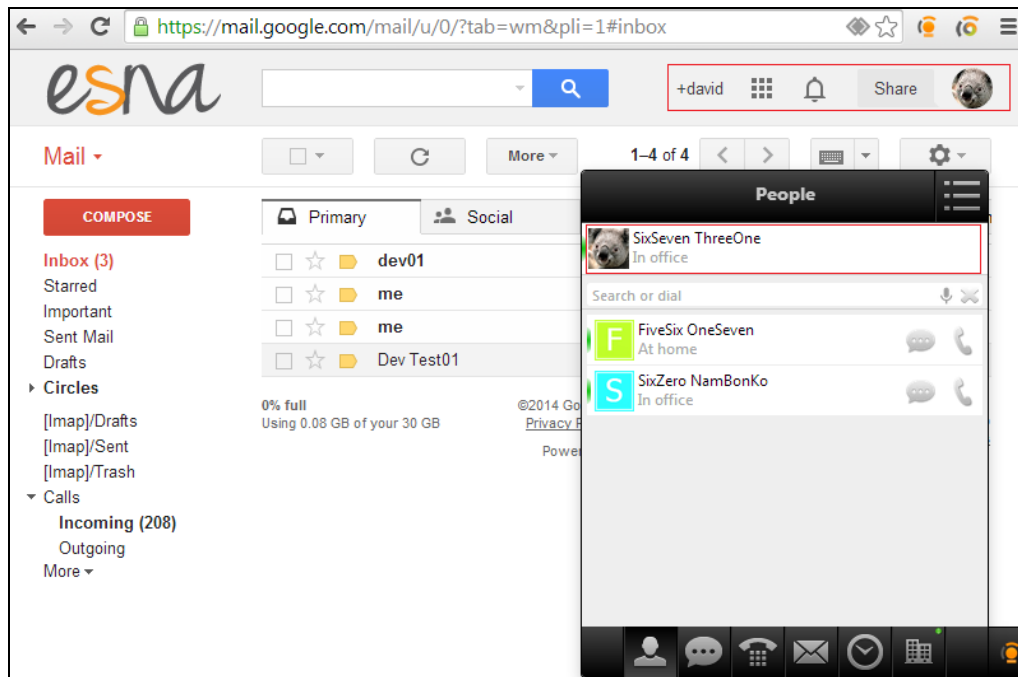 https://mail.google.com/mail/u/0/?tab=wm&pli=1#inbox
esna
+david Share
Mail
More
1–4 of 4
People
COMPOSE
Primary
Social
SixSeven ThreeOne
In office
Inbox (3)
dev01
Starred
me
Search or dial
Important
me
Sent Mail
FiveSix OneSeven
At home
Drafts
Dev Test01
Circles
SixZero NamBonKo
In office
0% full
Using 0.08 GB of your 30 GB
©2014
Privacy
[Imap]/Drafts
[Imap]/Sent
[Imap]/Trash
Calls
Incoming (208)
Outgoing
More
F
S